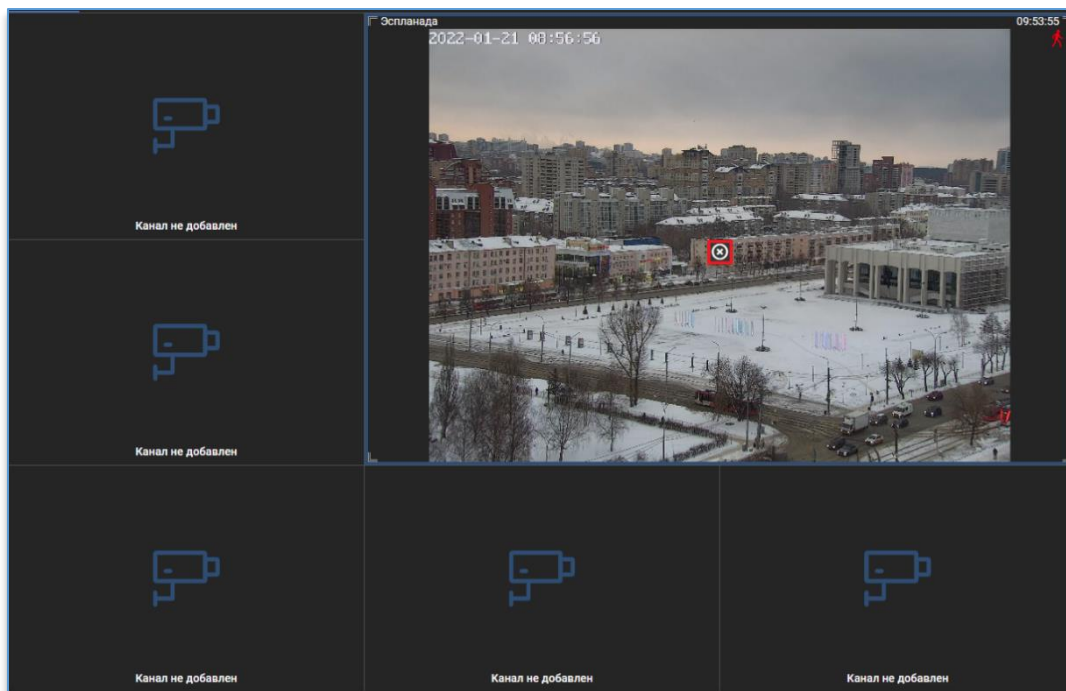 Эспланада
09:53:55
2022-01-21 08:56:56
Канал не добавлен
Канал не добавлен
Канал не добавлен
Канал не добавлен
Канал не добавлен